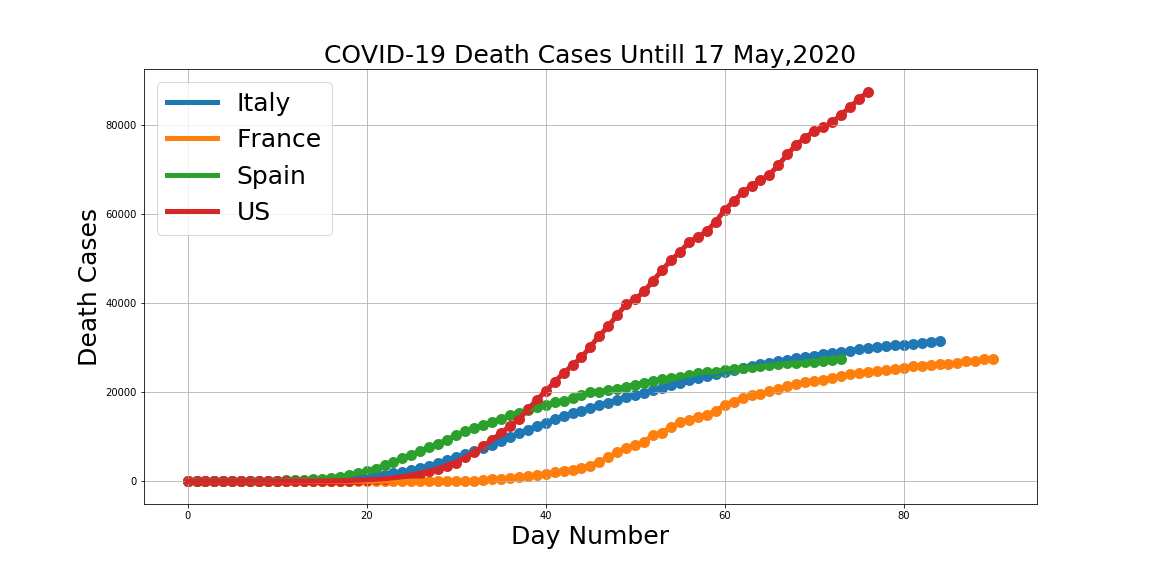 COVID-19 Death Cases Untill 17 May,2020
Italy
France
Spain
US
Death Cases
80000
60000
40000
20000
0
0 20 40 60 80
Day Number